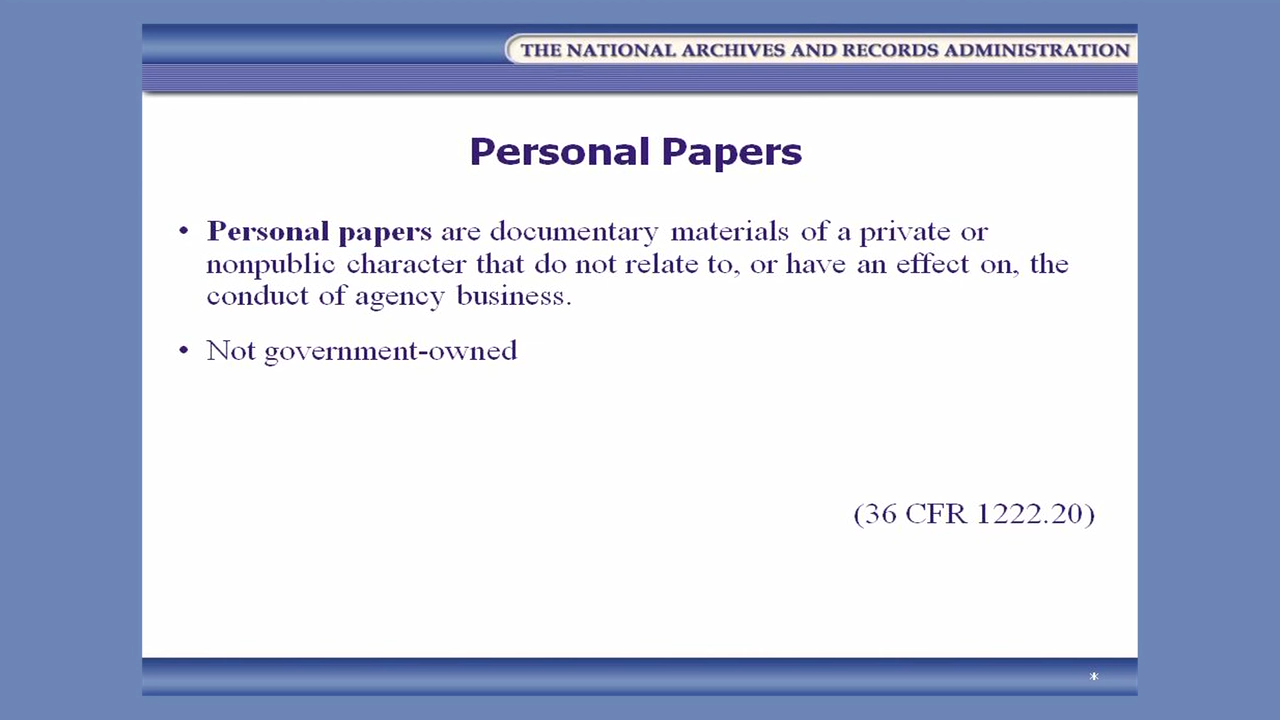 THE NATIONAL ARCHIVES AND RECORDS ADMINISTRATION
Personal Papers
• Personal papers are documentary materials of a private or
nonpublic character that do not relate to, or have an effect on, the
conduct of agency business.
• Not government-owned
(36 CFR 1222.20)
*